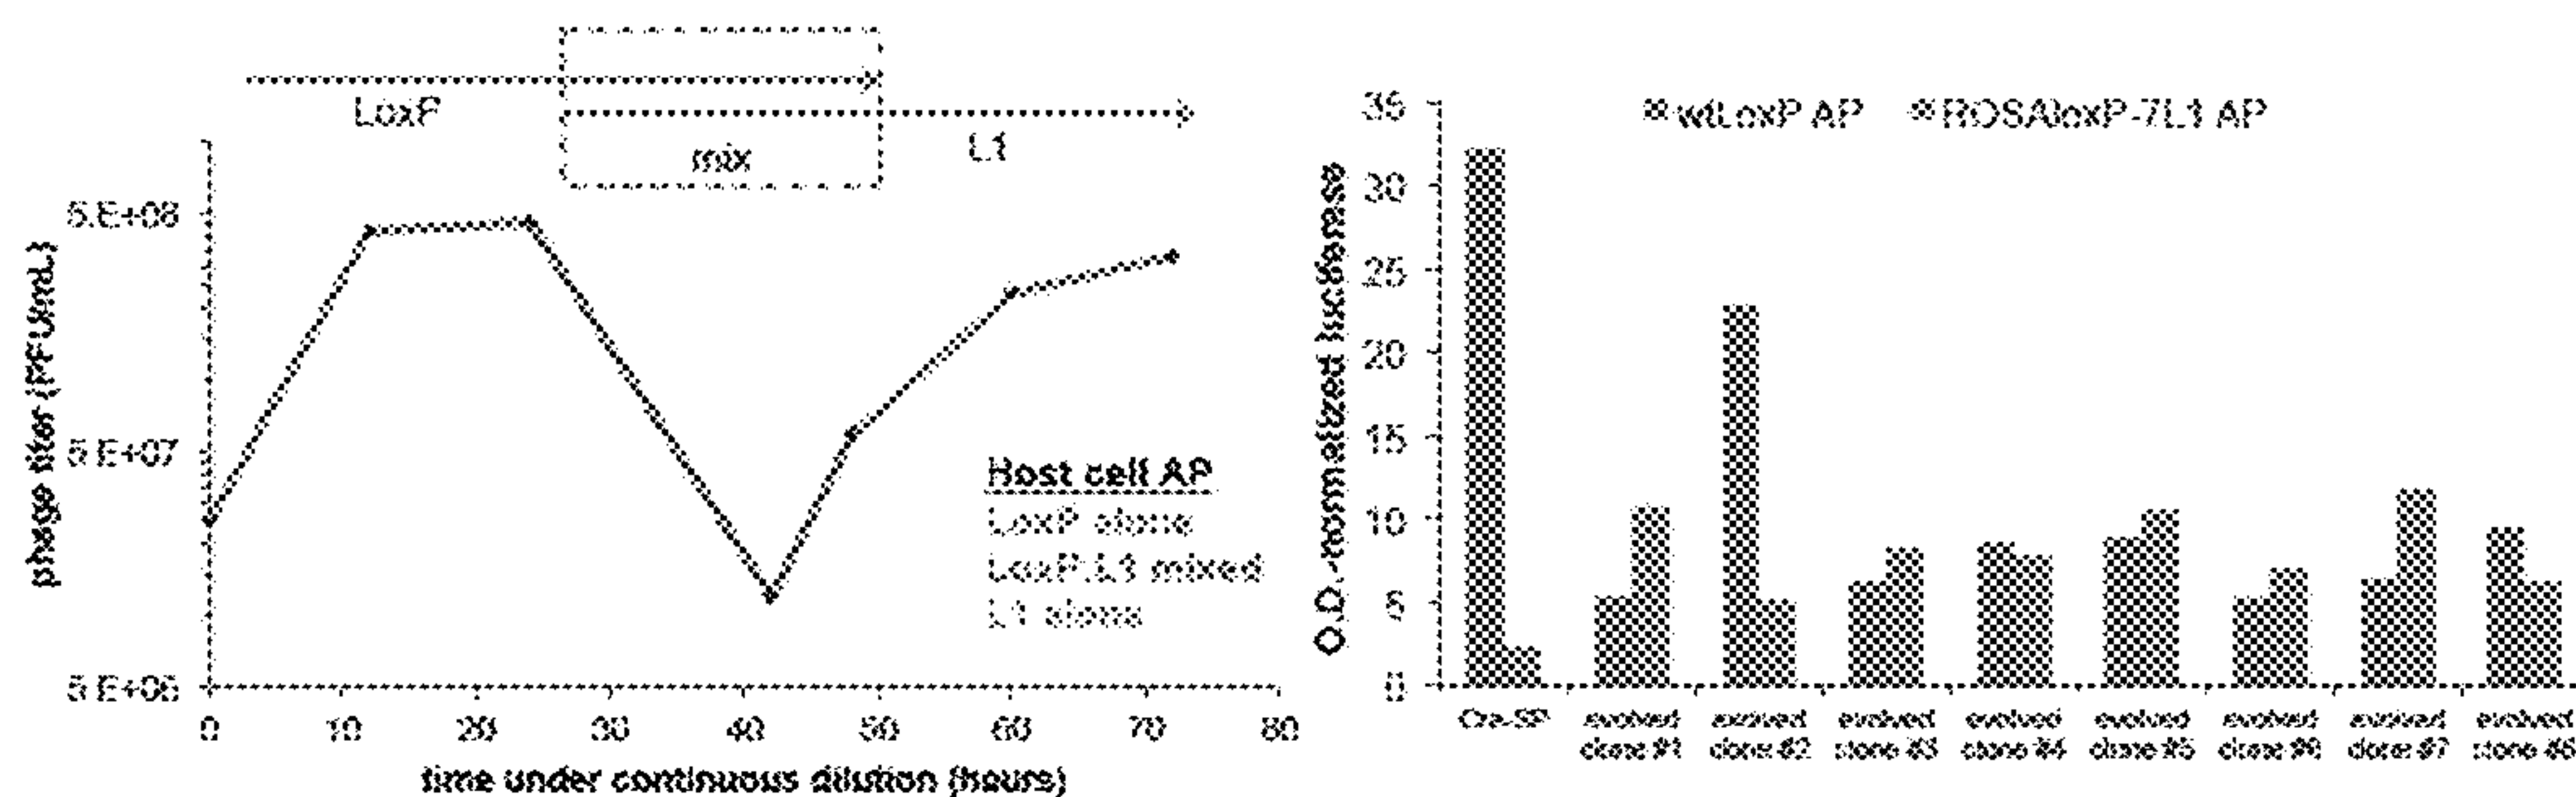 LoxP
mix
L1
phage titer (PFU/mL)
5.E+08
5.E+07
5.E+06
0 10 20 30 40 50 60 70 80
time under continuous dilution (hours)
Host cell AP
LoxP alone
LoxP:L1 mixed
L1 alone
wtLoxP AP ROSAloxP-7L1 AP
O.D.-normalized luciferase
35
30
25
20
15
10
5
0
Cre-SP evolved clone #1 evolved clone #2 evolved clone #3 evolved clone #4 evolved clone #5 evolved clone #6 evolved clone #7 evolved clone #8